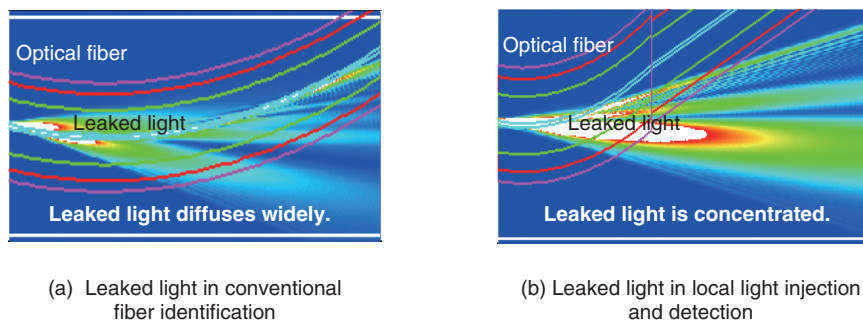 Optical fiber
Leaked light
Leaked light diffuses widely.
(a) Leaked light in conventional
fiber identification
Optical fiber
Leaked light
Leaked light is concentrated.
(b) Leaked light in local light injection
and detection